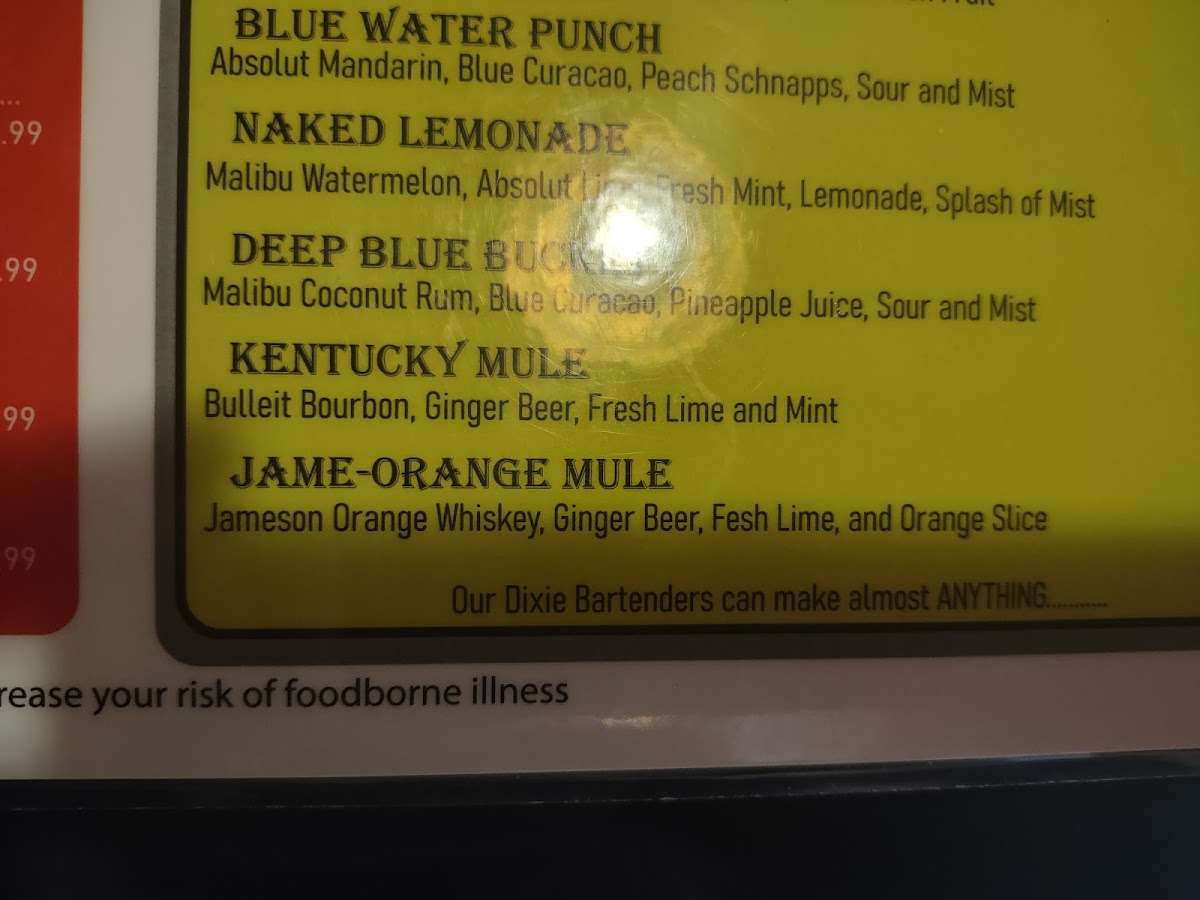 BLUE WATER PUNCH
Absolut Mandarin, Blue Curacao, Peach Schnapps, Sour and Mist
...
.99
NAKED LEMONADE
Malibu Watermelon, Absolut Fresh Mint, Lemonade, Splash of Mist
.99
DEEP BLUE
Malibu Coconut Rum, Blue Curacao, Pineapple Juice, Sour and Mist
KENTUCKY MULE
.99
Bulleit Bourbon, Ginger Beer, Fresh Lime and Mint
JAME-ORANGE MULE
Jameson Orange Whiskey, Ginger Beer, Fesh Lime, and Orange Slice
.99
Our Dixie Bartenders can make almost ANYTHING...........
rease your risk of foodborne illness